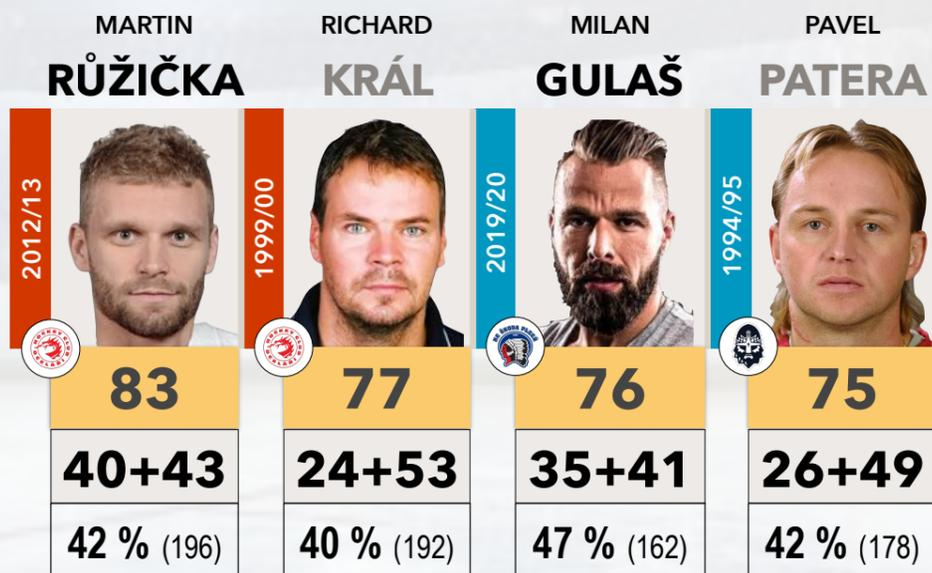 MARTIN
RŮŽIČKA
2012/13
83
40+43
42 % (196)
RICHARD
KRÁL
1999/00
77
24+53
40 % (192)
MILAN
GULAŠ
2019/20
76
35+41
47 % (162)
PAVEL
PATERA
1994/95
75
26+49
42 % (178)